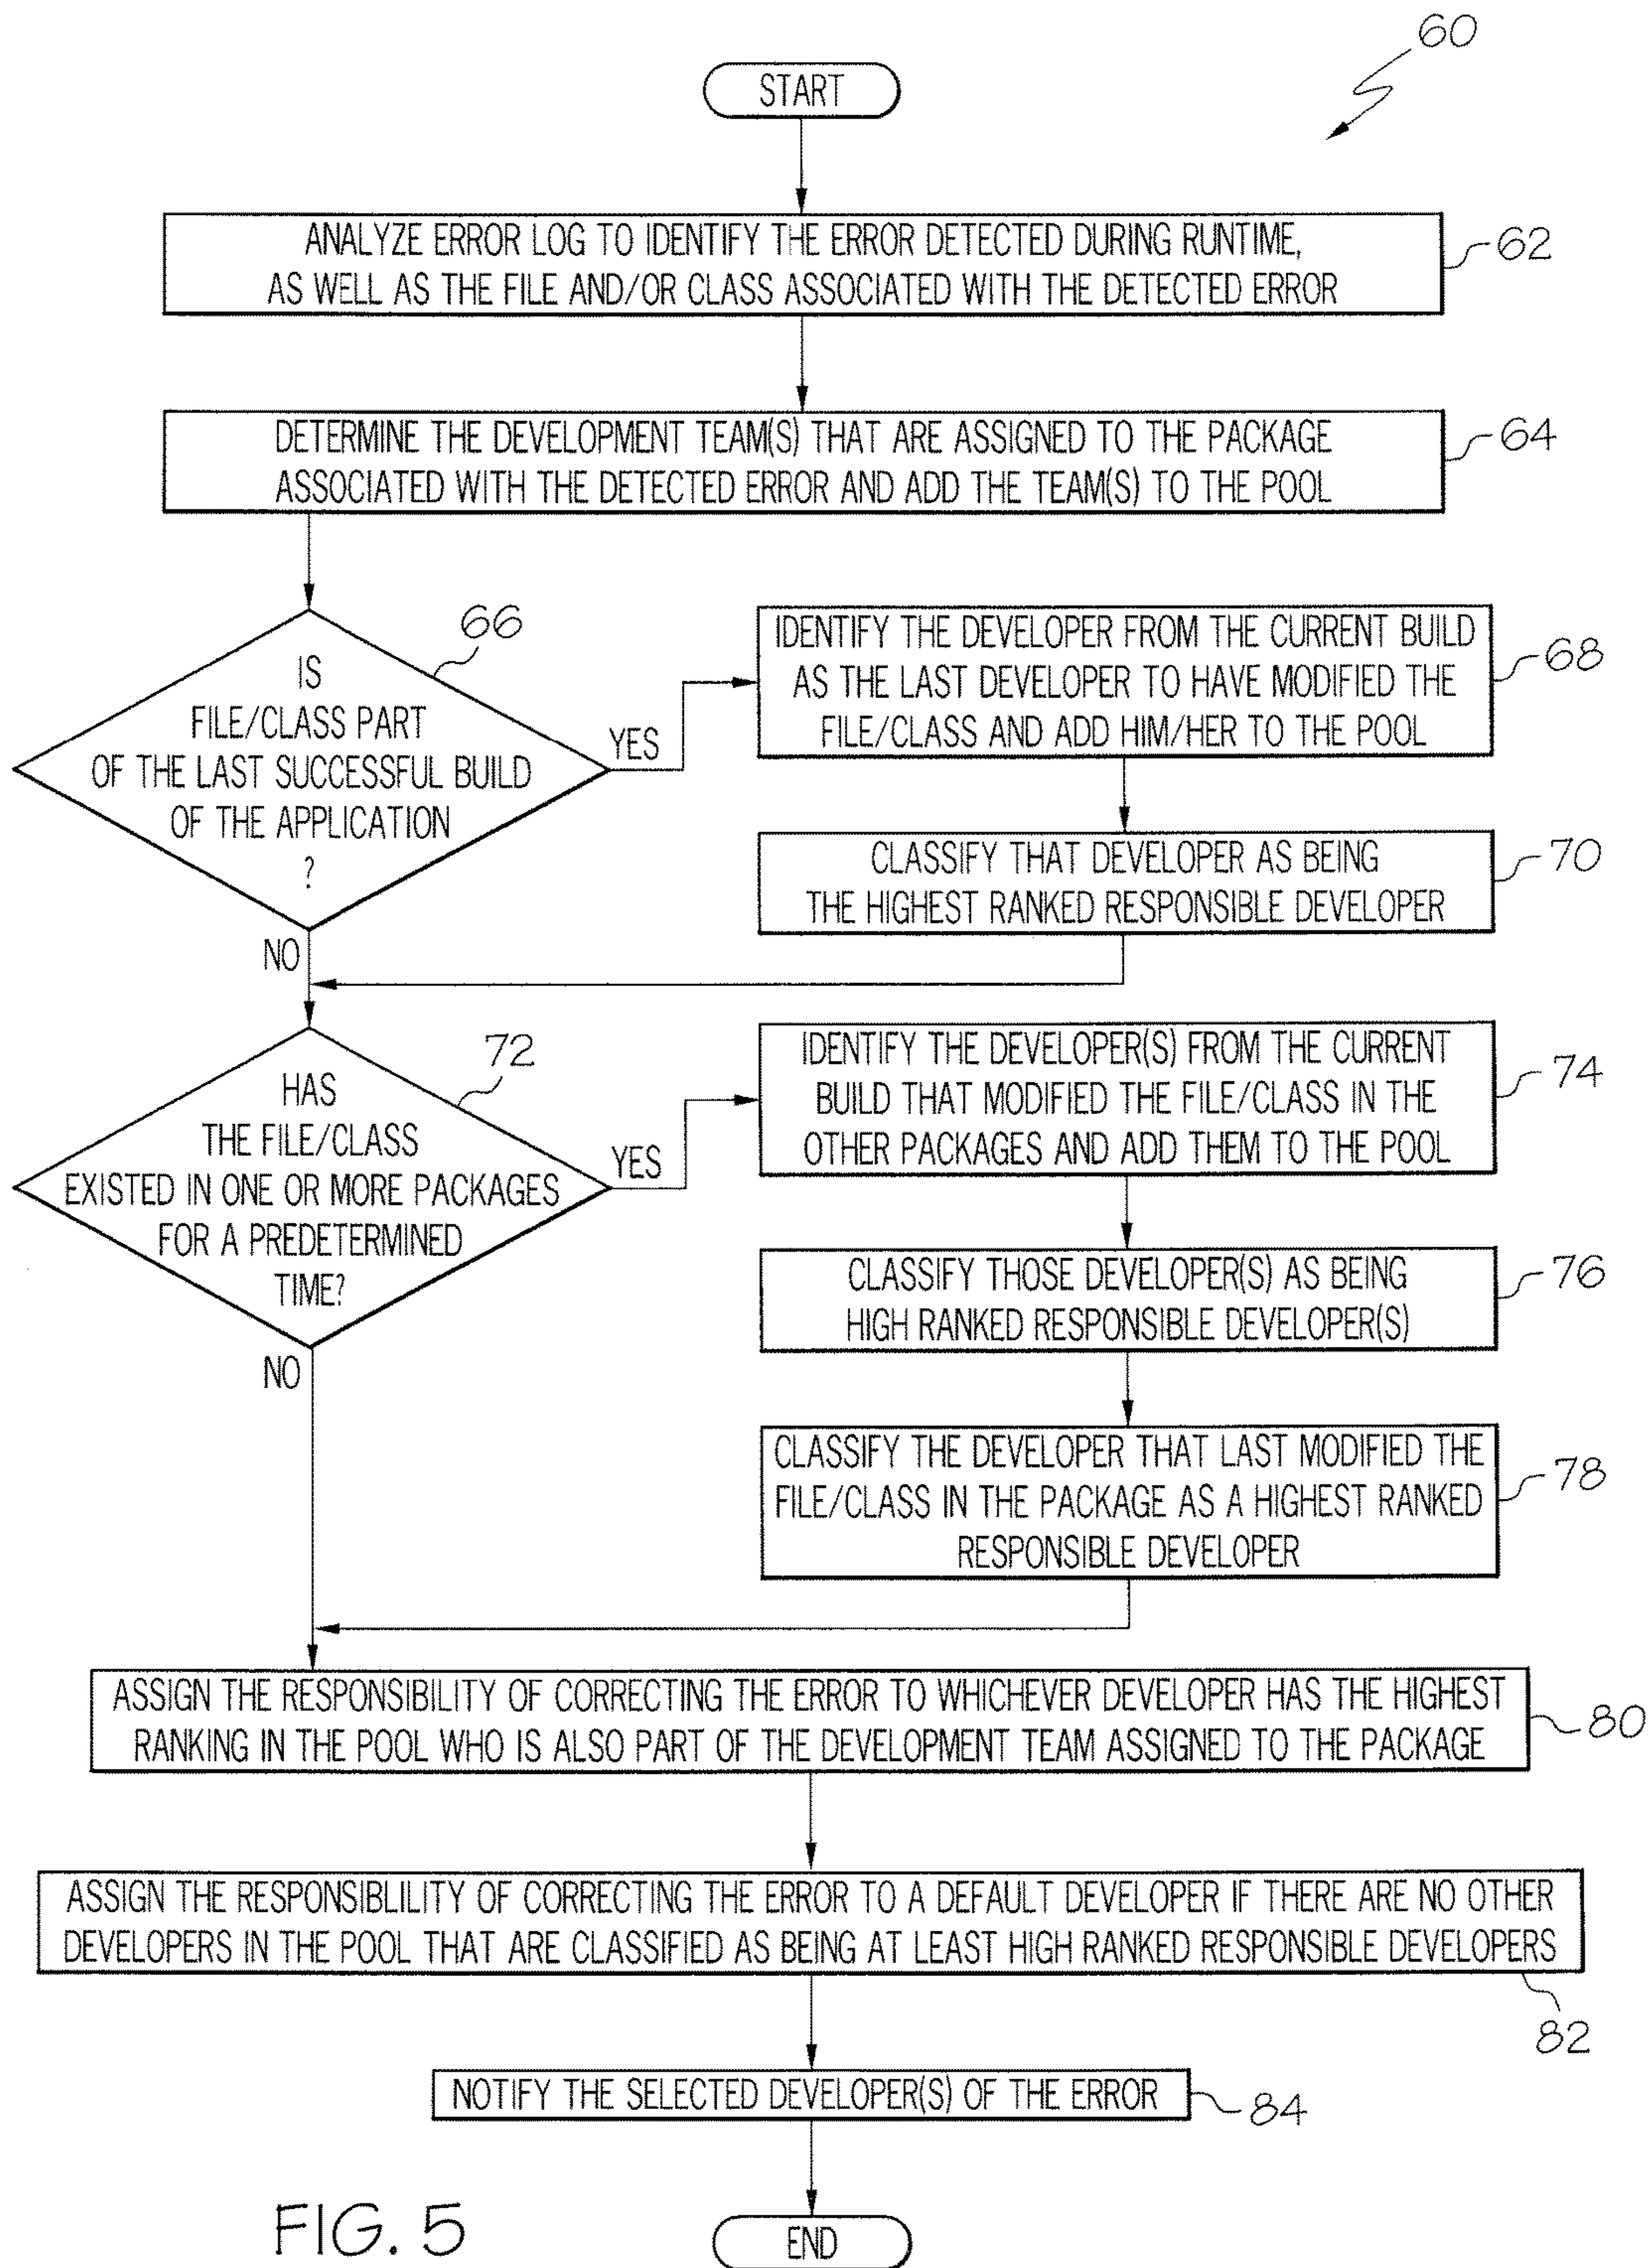 60
START
ANALYZE ERROR LOG TO IDENTIFY THE ERROR DETECTED DURING RUNTIME,
AS WELL AS THE FILE AND/OR CLASS ASSOCIATED WITH THE DETECTED ERROR
62
DETERMINE THE DEVELOPMENT TEAM(S) THAT ARE ASSIGNED TO THE PACKAGE
ASSOCIATED WITH THE DETECTED ERROR AND ADD THE TEAM(S) TO THE POOL
64
66
IS
FILE/CLASS PART
OF THE LAST SUCCESSFUL BUILD
OF THE APPLICATION
?
YES
NO
IDENTIFY THE DEVELOPER FROM THE CURRENT BUILD
AS THE LAST DEVELOPER TO HAVE MODIFIED THE
FILE/CLASS AND ADD HIM/HER TO THE POOL
68
CLASSIFY THAT DEVELOPER AS BEING
THE HIGHEST RANKED RESPONSIBLE DEVELOPER
70
72
HAS
THE FILE/CLASS
EXISTED IN ONE OR MORE PACKAGES
FOR A PREDETERMINED
TIME?
YES
NO
IDENTIFY THE DEVELOPER(S) FROM THE CURRENT
BUILD THAT MODIFIED THE FILE/CLASS IN THE
OTHER PACKAGES AND ADD THEM TO THE POOL
74
CLASSIFY THOSE DEVELOPER(S) AS BEING
HIGH RANKED RESPONSIBLE DEVELOPER(S)
76
CLASSIFY THE DEVELOPER THAT LAST MODIFIED THE
FILE/CLASS IN THE PACKAGE AS A HIGHEST RANKED
RESPONSIBLE DEVELOPER
78
ASSIGN THE RESPONSIBILITY OF CORRECTING THE ERROR TO WHICHEVER DEVELOPER HAS THE HIGHEST
RANKING IN THE POOL WHO IS ALSO PART OF THE DEVELOPMENT TEAM ASSIGNED TO THE PACKAGE
80
ASSIGN THE RESPONSIBLILITY OF CORRECTING THE ERROR TO A DEFAULT DEVELOPER IF THERE ARE NO OTHER
DEVELOPERS IN THE POOL THAT ARE CLASSIFIED AS BEING AT LEAST HIGH RANKED RESPONSIBLE DEVELOPERS
82
NOTIFY THE SELECTED DEVELOPER(S) OF THE ERROR
84
END
FIG. 5